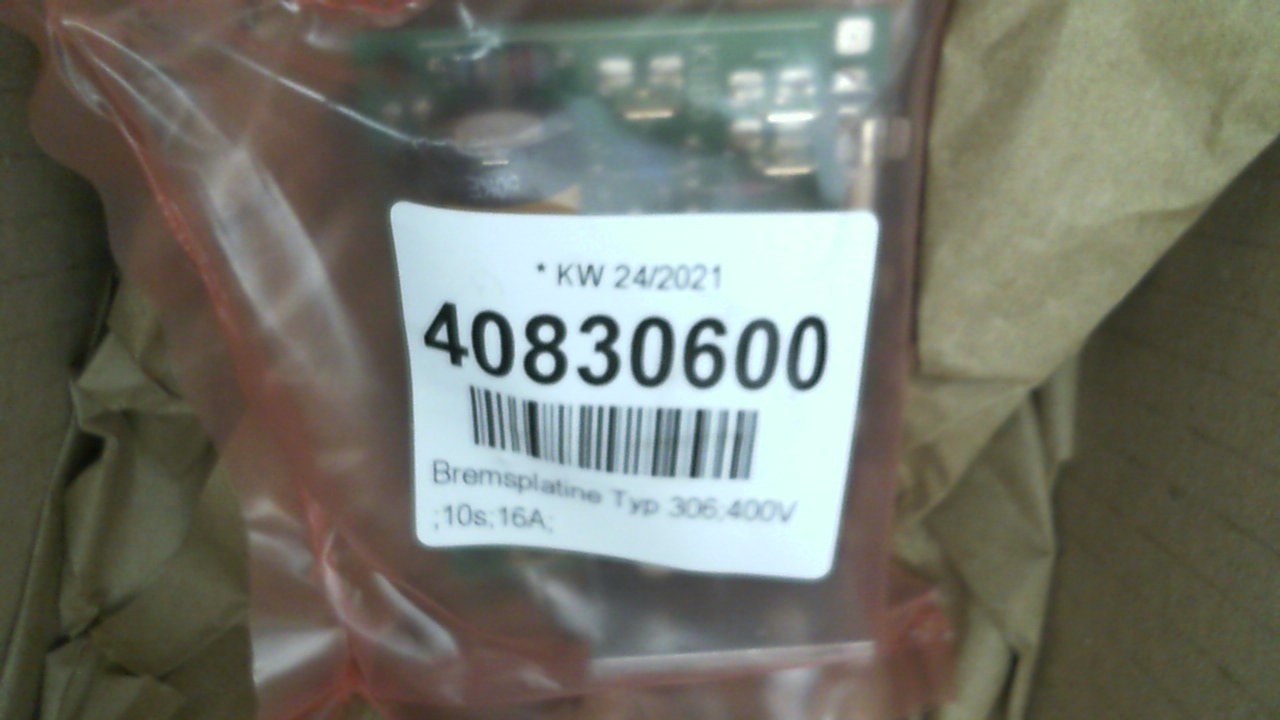 * KW 24/2021
40830600
Bremsplatine Typ 306;400V
;10s;16A;